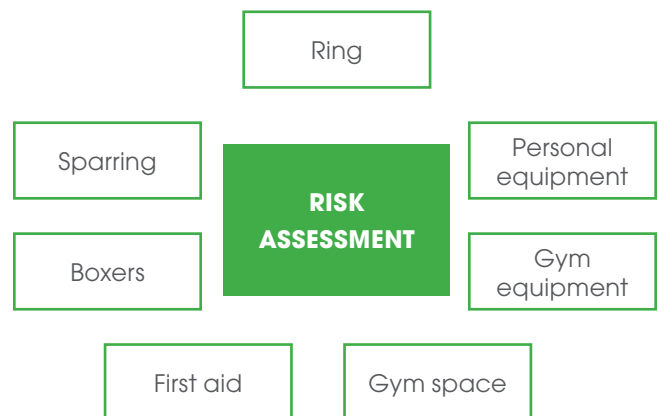 Ring
Sparring
Personal
equipment
RISK
ASSESSMENT
Boxers
Gym
equipment
First aid
Gym space